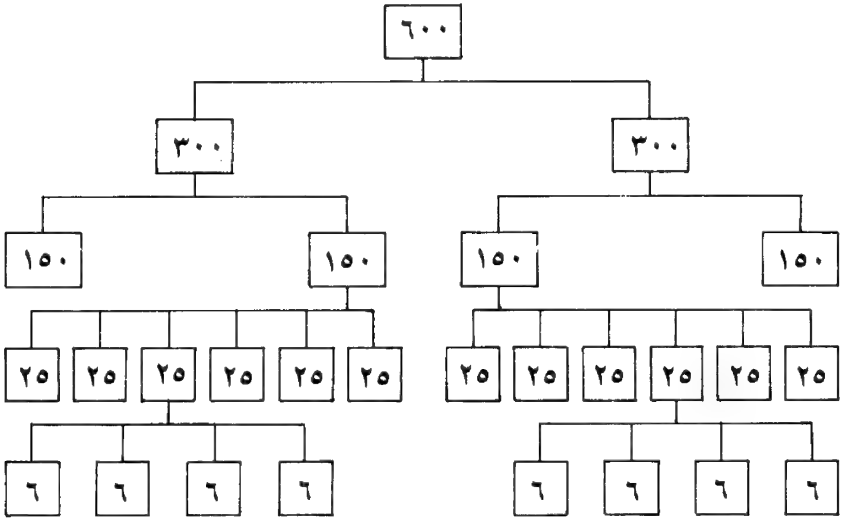 ٦٠٠
٣٠٠ ٣٠٠
١٥٠ ١٥٠ ١٥٠ ١٥٠
٢٥ ٢٥ ٢٥ ٢٥ ٢٥ ٢٥ ٢٥ ٢٥ ٢٥ ٢٥ ٢٥ ٢٥
٦ ٦ ٦ ٦ ٦ ٦ ٦ ٦